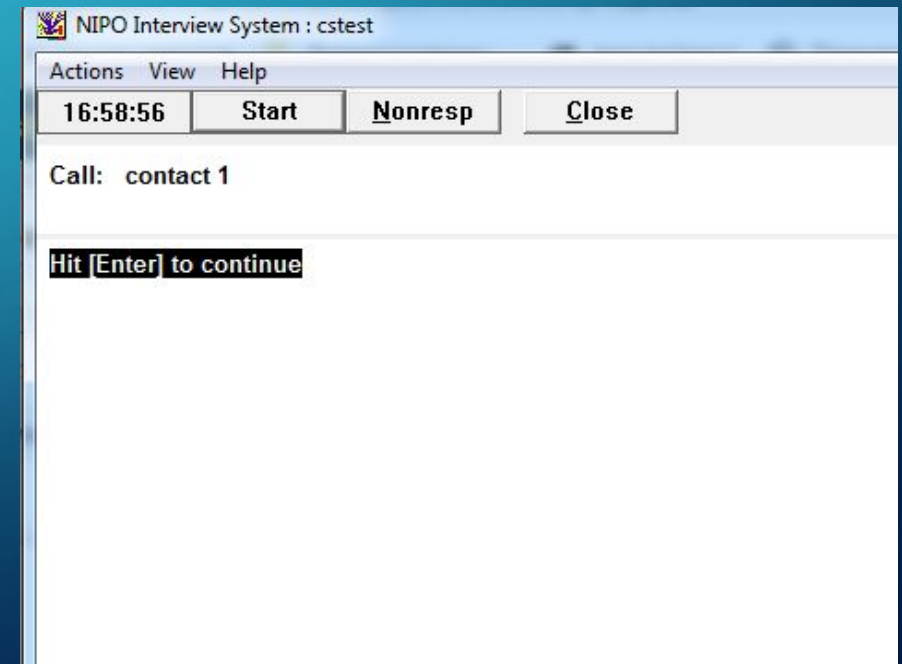 NIPO Interview System : cstest
Actions View Help
16:58:56 Start Nonresp Close
Call: contact 1
Hit [Enter] to continue